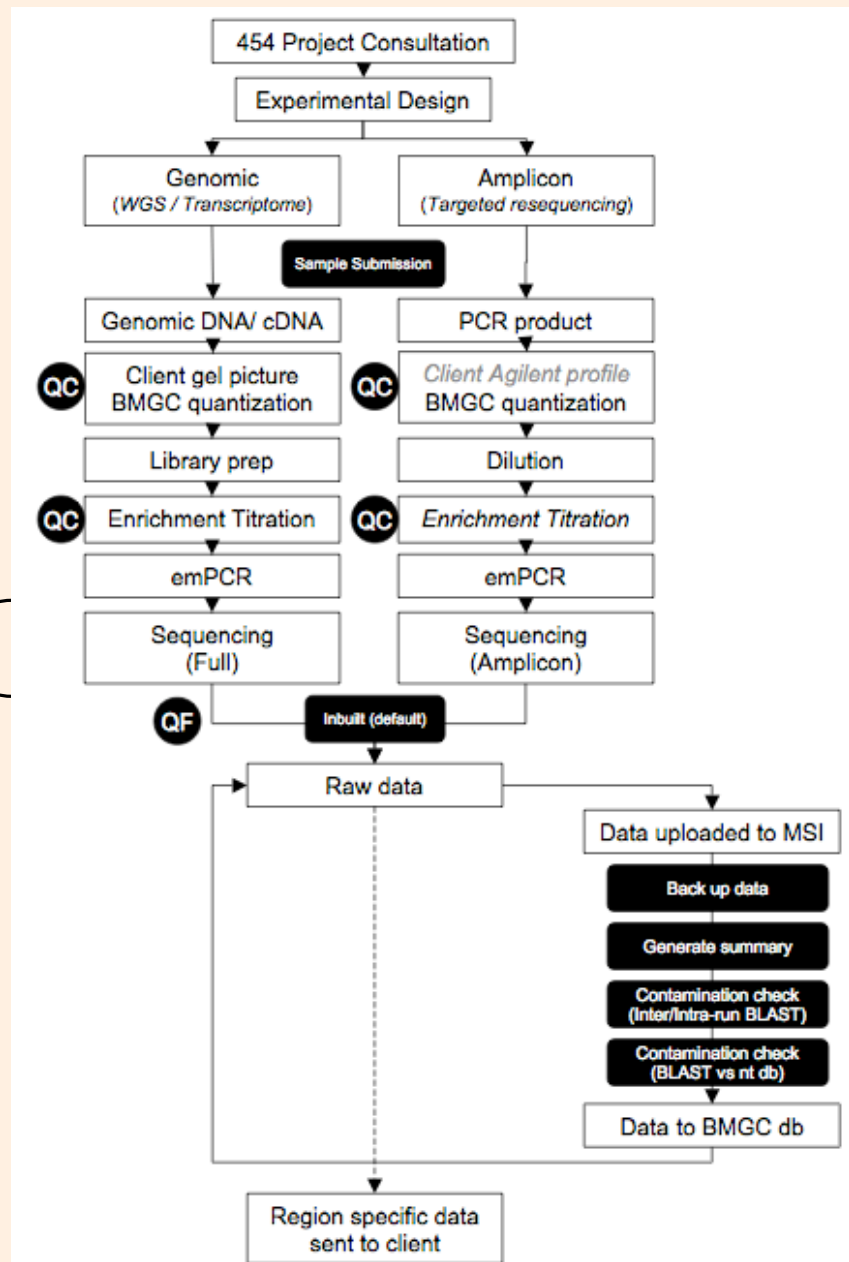 454 Project Consultation
Experimental Design
Genomic
(WGS / Transcriptome)
Amplicon
(Targeted resequencing)
Sample Submission
Genomic DNA/ cDNA
PCR product
QC
Client gel picture
BMGC quantization
QC
Client Agilent profile
BMGC quantization
Library prep
Dilution
QC
Enrichment Titration
QC
Enrichment Titration
emPCR
emPCR
Sequencing
(Full)
Sequencing
(Amplicon)
QF
Inbuilt (default)
Raw data
Data uploaded to MSI
Back up data
Generate summary
Contamination check
(Inter/Intra-run BLAST)
Contamination check
(BLAST vs nt db)
Data to BMGC db
Region specific data
sent to client